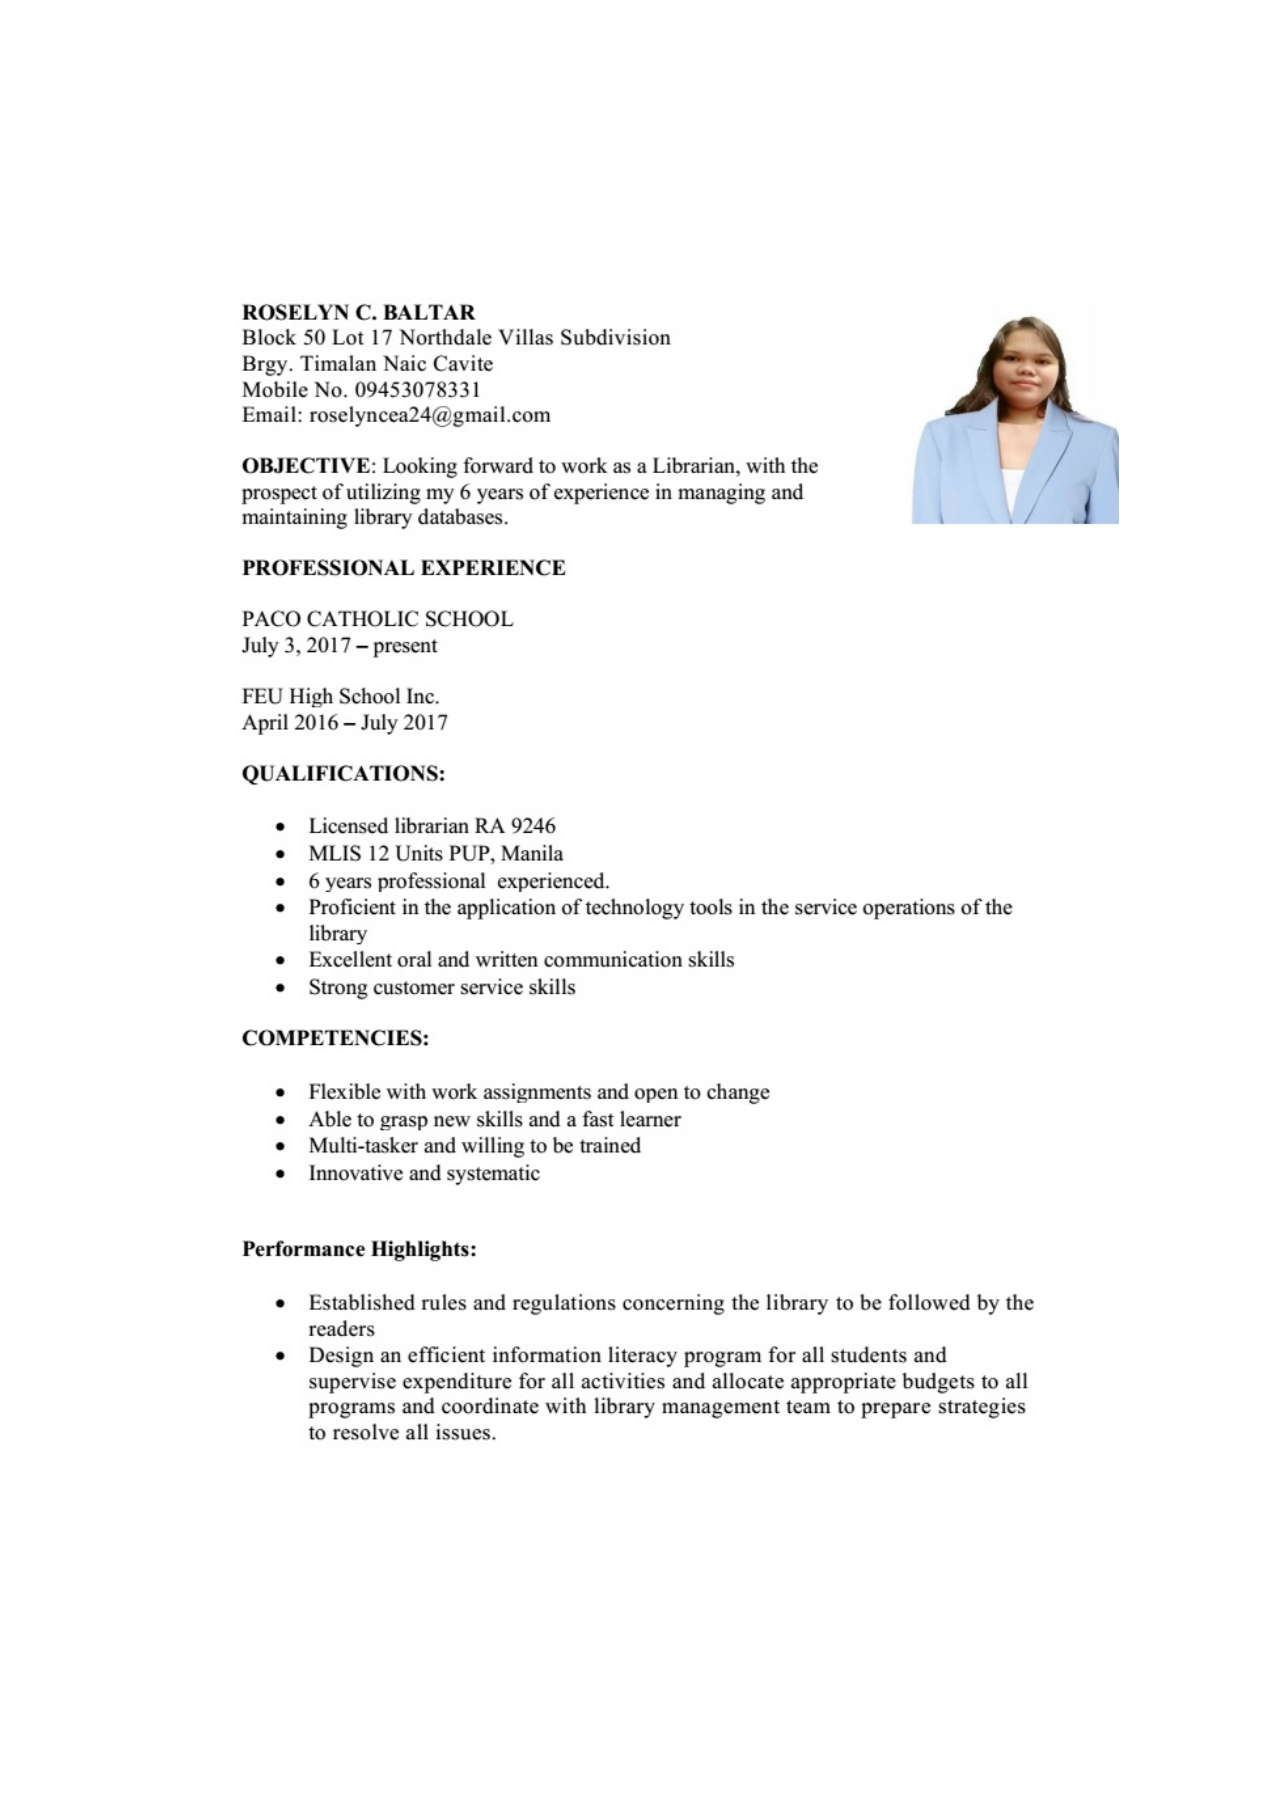 ROSELYN C. BALTAR
Block 50 Lot 17 Northdale Villas Subdivision
Brgy. Timalan Naic Cavite
Mobile No. 09453078331
Email: roselyncea24@gmail.com
OBJECTIVE: Looking forward to work as a Librarian, with the
prospect of utilizing my 6 years of experience in managing and
maintaining library databases.
PROFESSIONAL EXPERIENCE
PACO CATHOLIC SCHOOL
July 3, 2017 – present
FEU High School Inc.
April 2016 – July 2017
QUALIFICATIONS:
• Licensed librarian RA 9246
• MLIS 12 Units PUP, Manila
• 6 years professional  experienced.
• Proficient in the application of technology tools in the service operations of the
library
• Excellent oral and written communication skills
• Strong customer service skills
COMPETENCIES:
• Flexible with work assignments and open to change
• Able to grasp new skills and a fast learner
• Multi-tasker and willing to be trained
• Innovative and systematic
Performance Highlights:
• Established rules and regulations concerning the library to be followed by the
readers
• Design an efficient information literacy program for all students and
supervise expenditure for all activities and allocate appropriate budgets to all
programs and coordinate with library management team to prepare strategies
to resolve all issues.